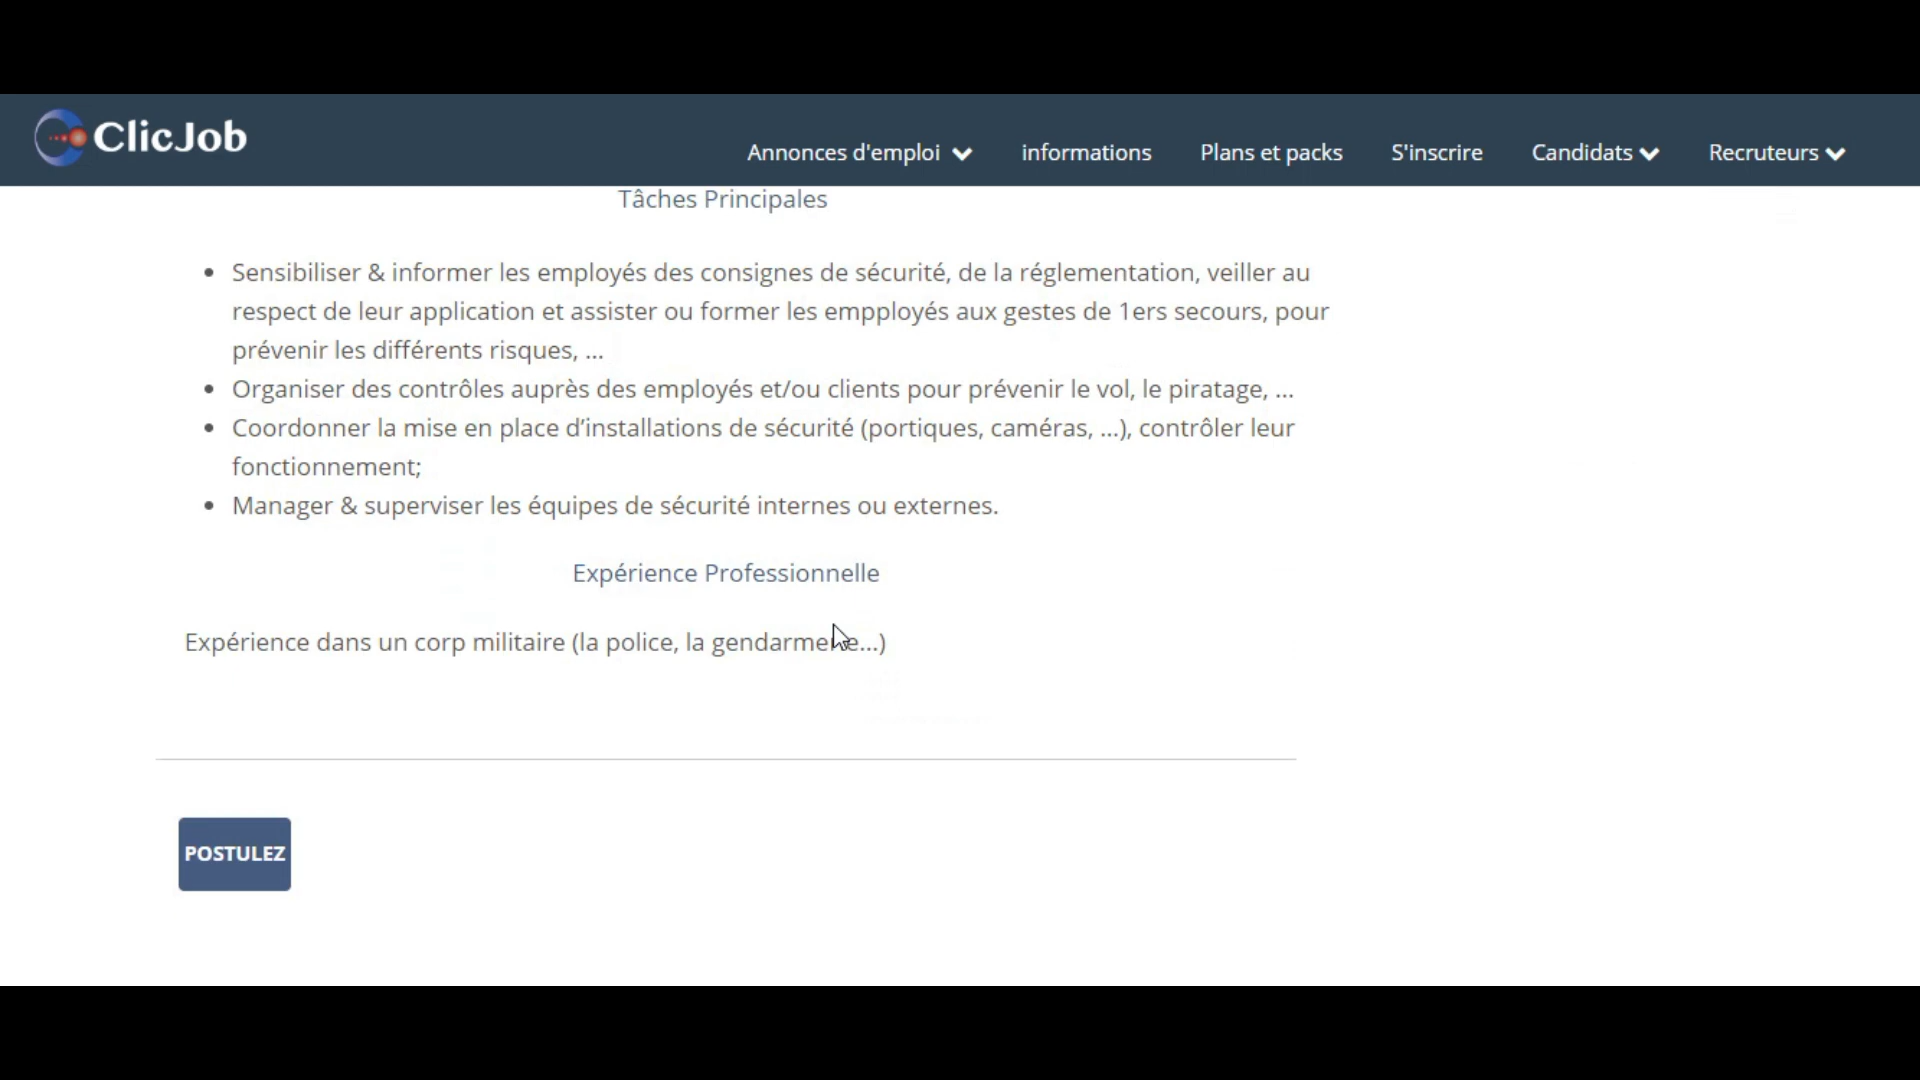 ClicJob
Annonces d'emploi
informations
Plans et packs
S'inscrire
Candidats
Recruteurs
Tâches Principales
Sensibiliser & informer les employés des consignes de sécurité, de la réglementation, veiller au
respect de leur application et assister ou former les empployés aux gestes de 1ers secours, pour
prévenir les différents risques, ...
Organiser des contrôles auprès des employés et/ou clients pour prévenir le vol, le piratage, ...
Coordonner la mise en place d’installations de sécurité (portiques, caméras, ...), contrôler leur
fonctionnement;
Manager & superviser les équipes de sécurité internes ou externes.
Expérience Professionnelle
Expérience dans un corp militaire (la police, la gendarmerie...)
POSTULEZ